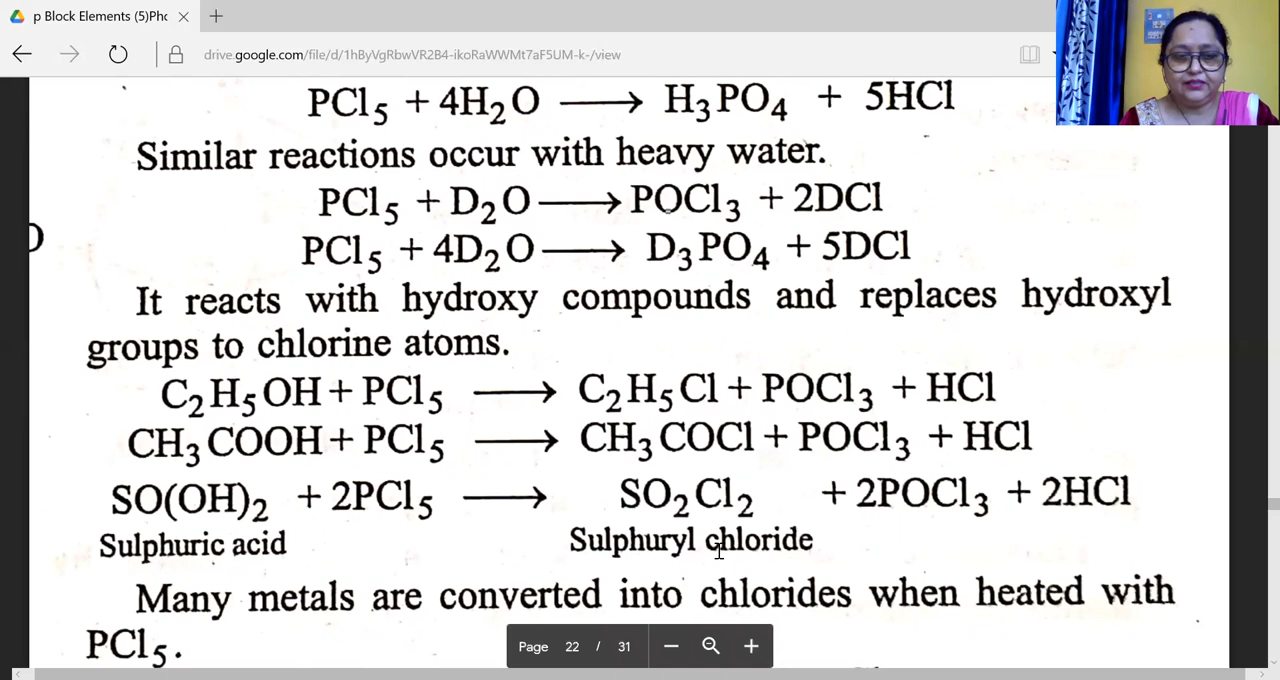 p Block Elements (5)Pho
drive.google.com/file/d/1hByVgRbwVR2B4-ikoRaWWMt7aF5UM-k-/view
PCl5 + 4H2O ⟶ H3PO4 + 5HCl
Similar reactions occur with heavy water.
PCl5 + D2O ⟶ POCl3 + 2DCl
PCl5 + 4D2O ⟶ D3PO4 + 5DCl
It reacts with hydroxy compounds and replaces hydroxyl
groups to chlorine atoms.
C2H5OH + PCl5 ⟶ C2H5Cl + POCl3 + HCl
CH3COOH + PCl5 ⟶ CH3COCl + POCl3 + HCl
SO(OH)2 + 2PCl5 ⟶ SO2Cl2 + 2POCl3 + 2HCl
Sulphuric acid Sulphuryl chloride
Many metals are converted into chlorides when heated with
PCl5.
Page 22 / 31